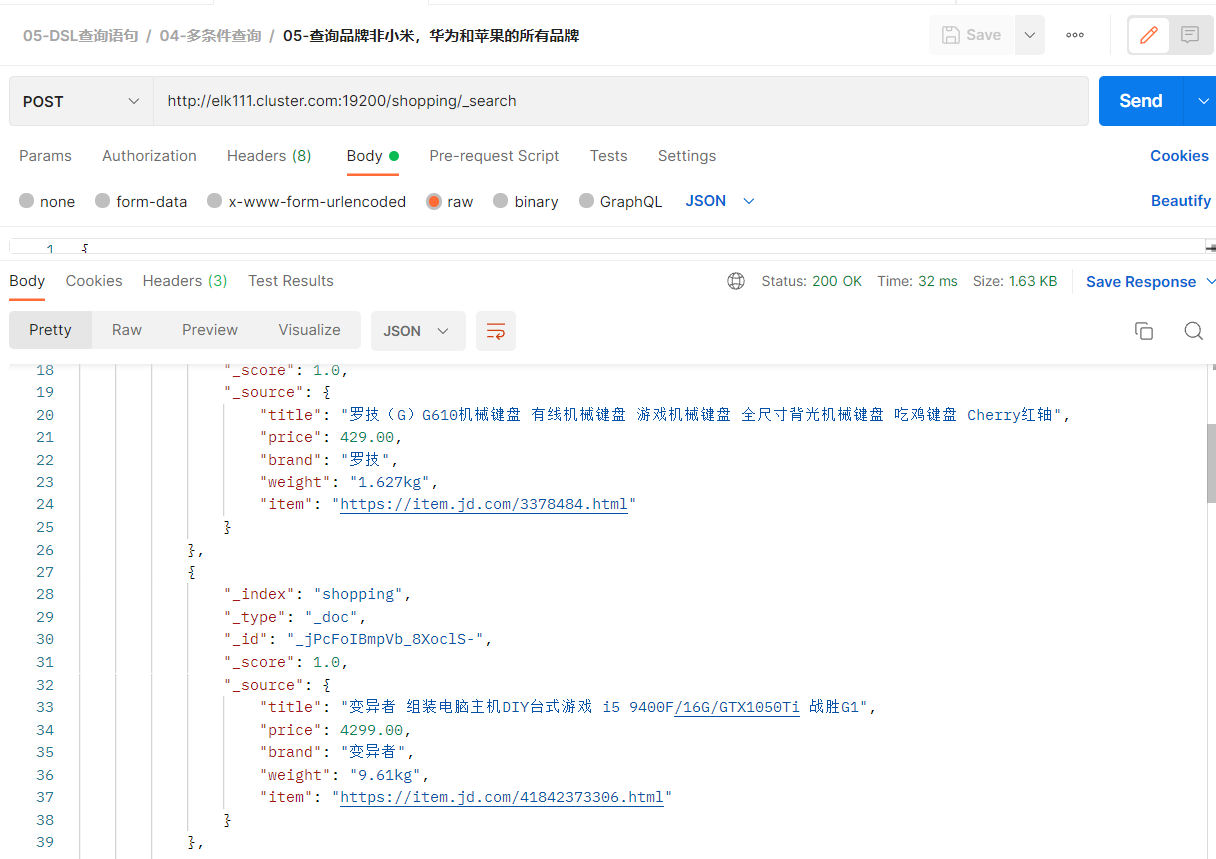 05-DSL查询语句 / 04-多条件查询 / 05-查询品牌非小米，华为和苹果的所有品牌 Save
POST http://elk111.cluster.com:19200/shopping/_search Send
Params Authorization Headers (8) Body Pre-request Script Tests Settings Cookies
none form-data x-www-form-urlencoded raw binary GraphQL JSON Beautify
1 {
Body Cookies Headers (3) Test Results Status: 200 OK Time: 32 ms Size: 1.63 KB Save Response
Pretty Raw Preview Visualize JSON
18 "_score": 1.0,
19 "_source": {
20 "title": "罗技（G）G610机械键盘 有线机械键盘 游戏机械键盘 全尺寸背光机械键盘 吃鸡键盘 Cherry红轴",
21 "price": 429.00,
22 "brand": "罗技",
23 "weight": "1.627kg",
24 "item": "https://item.jd.com/3378484.html"
25 }
26 },
27 {
28 "_index": "shopping",
29 "_type": "_doc",
30 "_id": "_jPcFoIBmpVb_8XoclS-",
31 "_score": 1.0,
32 "_source": {
33 "title": "变异者 组装电脑主机DIY台式游戏 i5 9400F/16G/GTX1050Ti 战胜G1",
34 "price": 4299.00,
35 "brand": "变异者",
36 "weight": "9.61kg",
37 "item": "https://item.jd.com/41842373306.html"
38 }
39 },